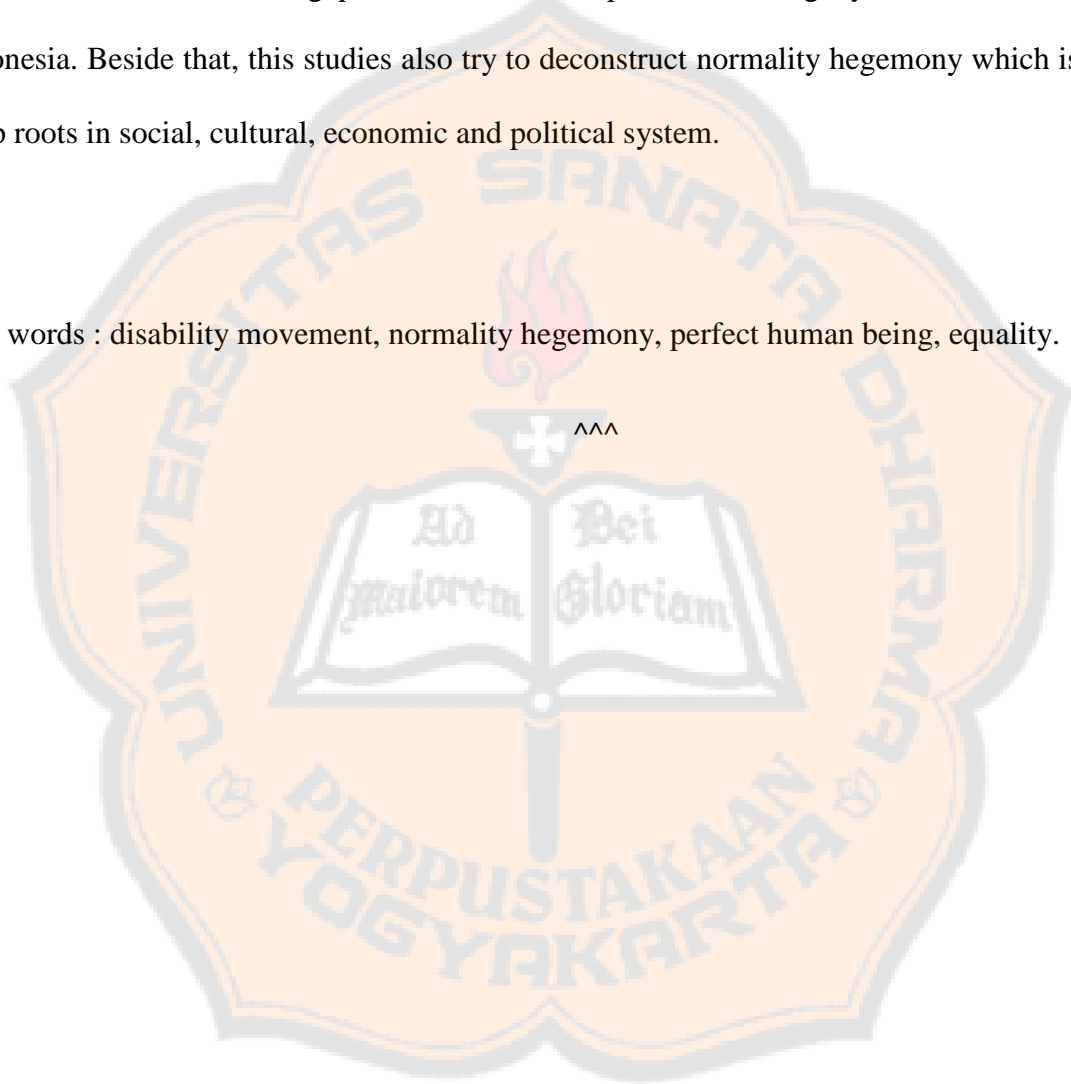 onesia. Beside that, this studies also try to deconstruct normality hegemony which is
p roots in social, cultural, economic and political system.
words : disability movement, normality hegemony, perfect human being, equality.
^^^
UNIVERSITAS SANATA DHARMA
Ad Dei
Maiorem Gloriam
PERPUSTAKAAN
YOGYAKARTA